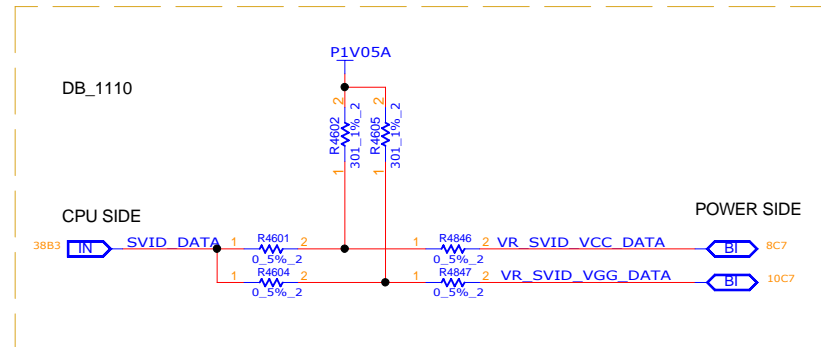 P1V05A
DB_1110
2 2
R4602 301_1%_2 R4605 301_1%_2
1 1
CPU SIDE
POWER SIDE
38B3 IN SVID_DATA 1 R4601 2 R4846 1 2 VR_SVID_VCC_DATA BI 8C7
0_5%_2 0_5%_2
1 R4604 2 1 R4847 2 VR_SVID_VGG_DATA BI 10C7
0_5%_2 0_5%_2